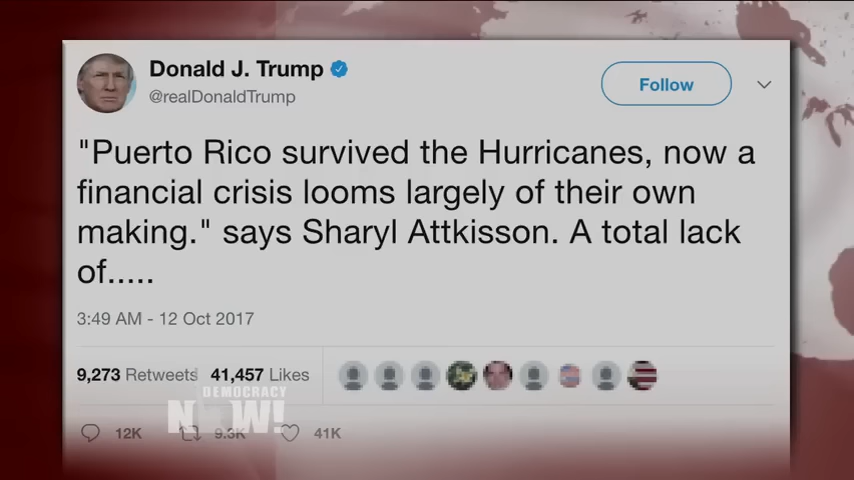 Donald J. Trump
@realDonaldTrump
Follow
"Puerto Rico survived the Hurricanes, now a
financial crisis looms largely of their own
making." says Sharyl Attkisson. A total lack
of.....
3:49 AM - 12 Oct 2017
9,273 Retweets 41,457 Likes
DEMOCRACY
NOW!
12K 9.3K 41K